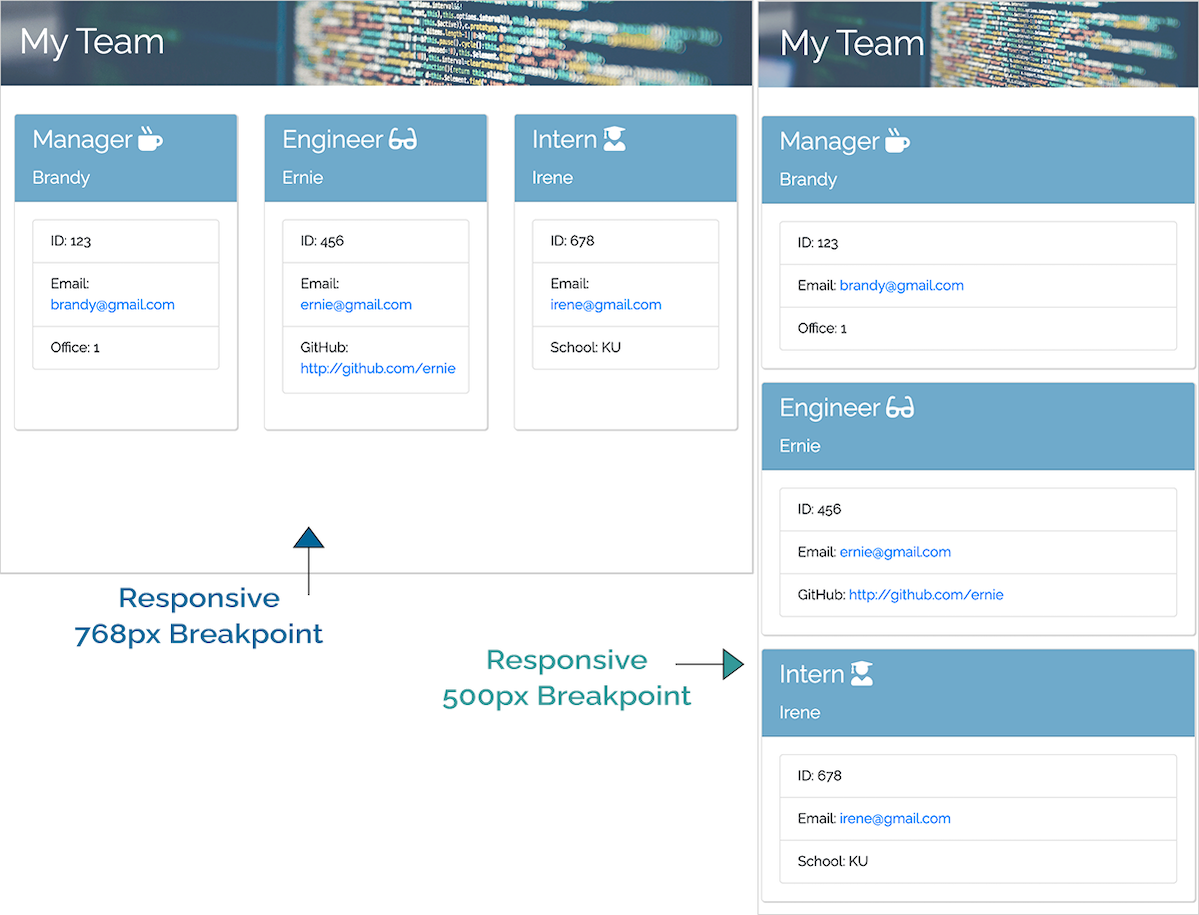 My Team
Manager
Brandy
ID: 123
Email:
brandy@gmail.com
Office: 1
Engineer
Ernie
ID: 456
Email:
ernie@gmail.com
GitHub:
http://github.com/ernie
Intern
Irene
ID: 678
Email:
irene@gmail.com
School: KU
Responsive
768px Breakpoint
Responsive
500px Breakpoint
My Team
Manager
Brandy
ID: 123
Email: brandy@gmail.com
Office: 1
Engineer
Ernie
ID: 456
Email: ernie@gmail.com
GitHub: http://github.com/ernie
Intern
Irene
ID: 678
Email: irene@gmail.com
School: KU